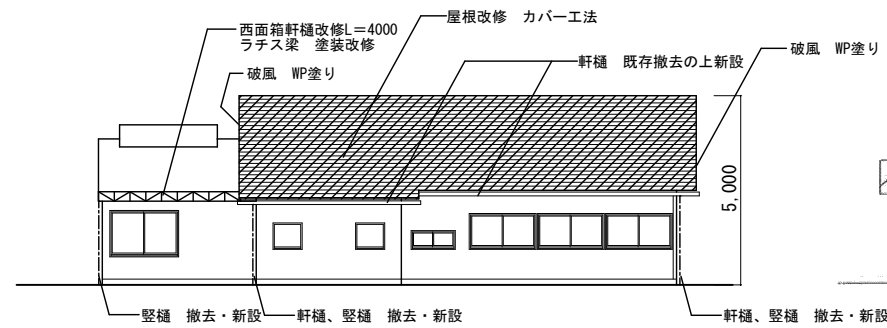 西面箱軒樋改修L＝4000
ラチス梁　塗装改修
屋根改修　カバー工法
破風　WP塗り
軒樋　既存撤去の上新設
破風　WP塗り
5,000
竪樋　撤去・新設
軒樋、竪樋　撤去・新設
軒樋、竪樋　撤去・新設